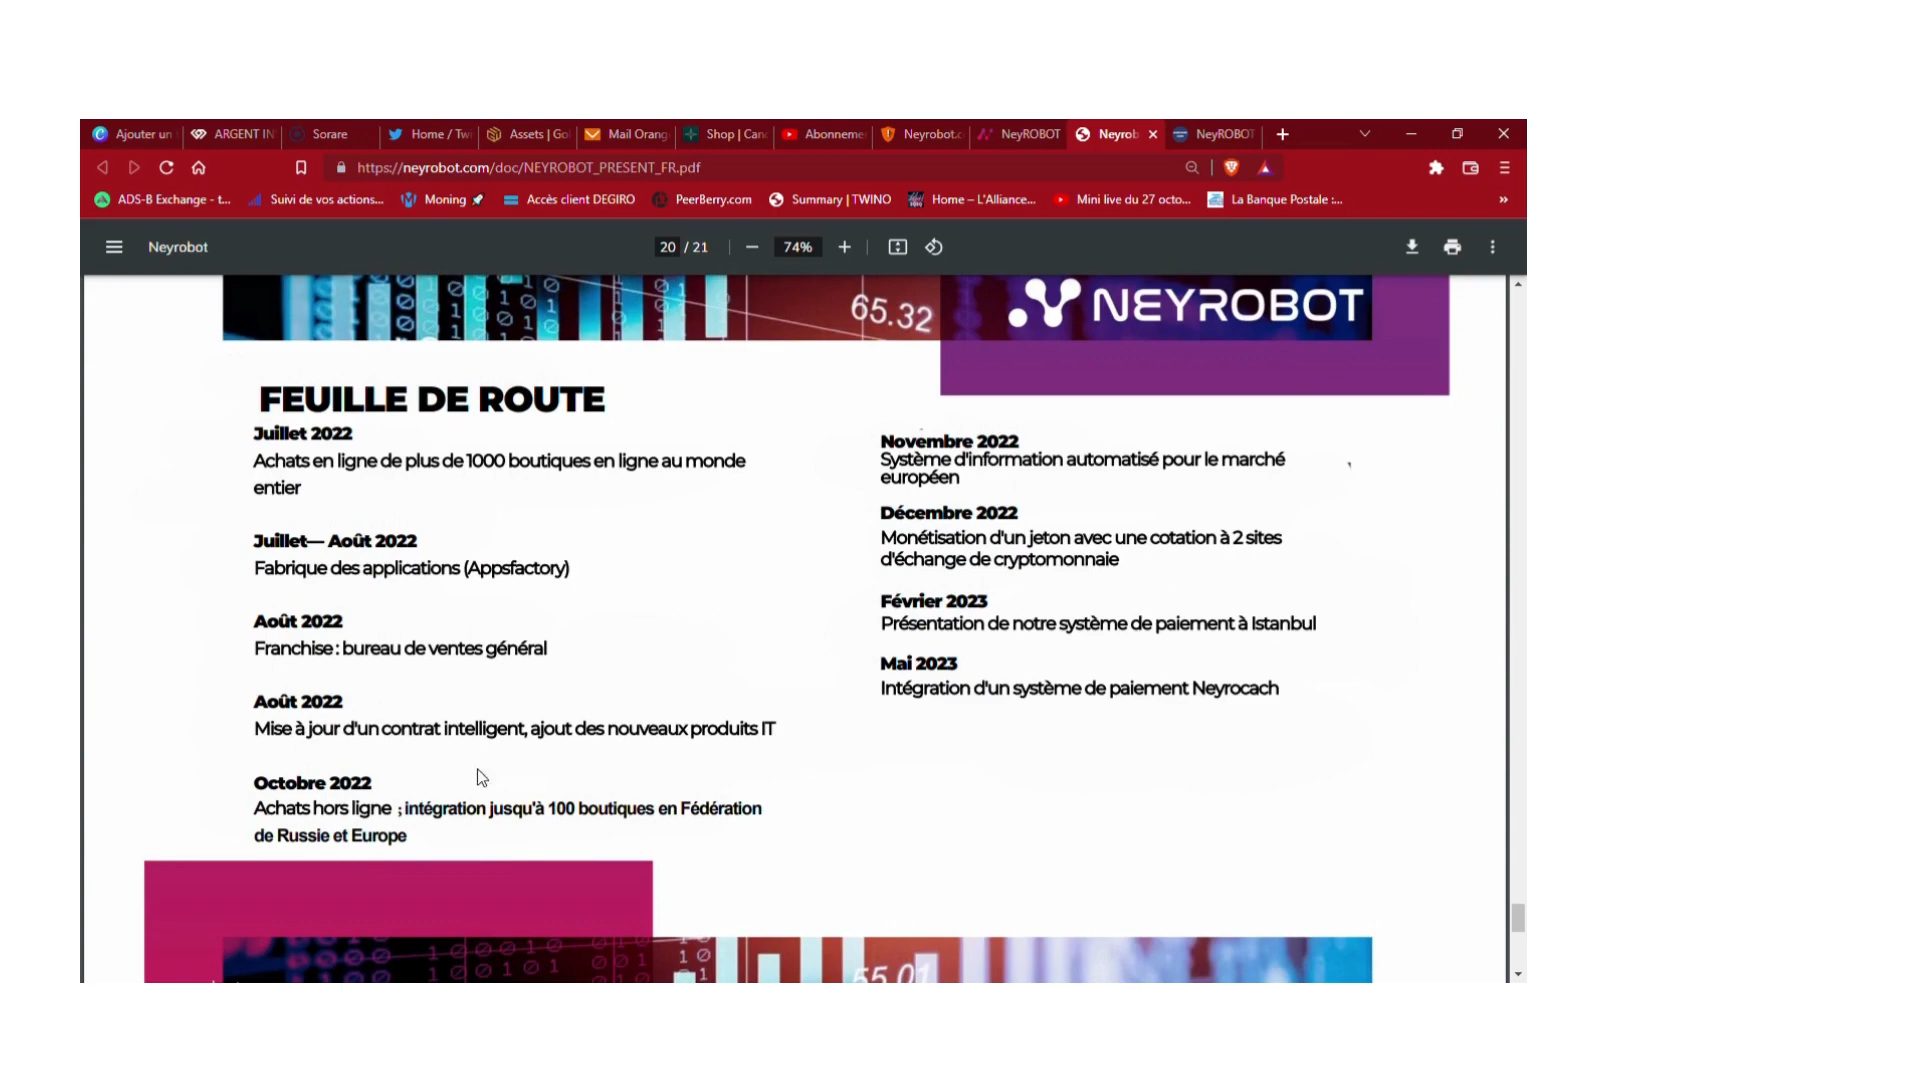 Ajouter un
ARGENT IN
Sorare
Home / Tw
Assets | Go
Mail Orang
Shop | Can
Abonneme
Neyrobot.c
NeyROBOT
Neyrob
NeyROBOT
https://neyrobot.com/doc/NEYROBOT_PRESENT_FR.pdf
ADS-B Exchange - t...
Suivi de vos actions...
Moning
Accès client DEGIRO
PeerBerry.com
Summary | TWINO
Home – L'Alliance...
Mini live du 27 octo...
La Banque Postale :...
Neyrobot
20 / 21
74%
65.32
NEYROBOT
FEUILLE DE ROUTE
Juillet 2022
Achats en ligne de plus de 1000 boutiques en ligne au monde
entier
Juillet— Août 2022
Fabrique des applications (Appsfactory)
Août 2022
Franchise : bureau de ventes général
Août 2022
Mise à jour d'un contrat intelligent, ajout des nouveaux produits IT
Octobre 2022
Achats hors ligne ; intégration jusqu'à 100 boutiques en Fédération
de Russie et Europe
Novembre 2022
Système d'information automatisé pour le marché
européen
Décembre 2022
Monétisation d'un jeton avec une cotation à 2 sites
d'échange de cryptomonnaie
Février 2023
Présentation de notre système de paiement à Istanbul
Mai 2023
Intégration d'un système de paiement Neyrocach
55.01